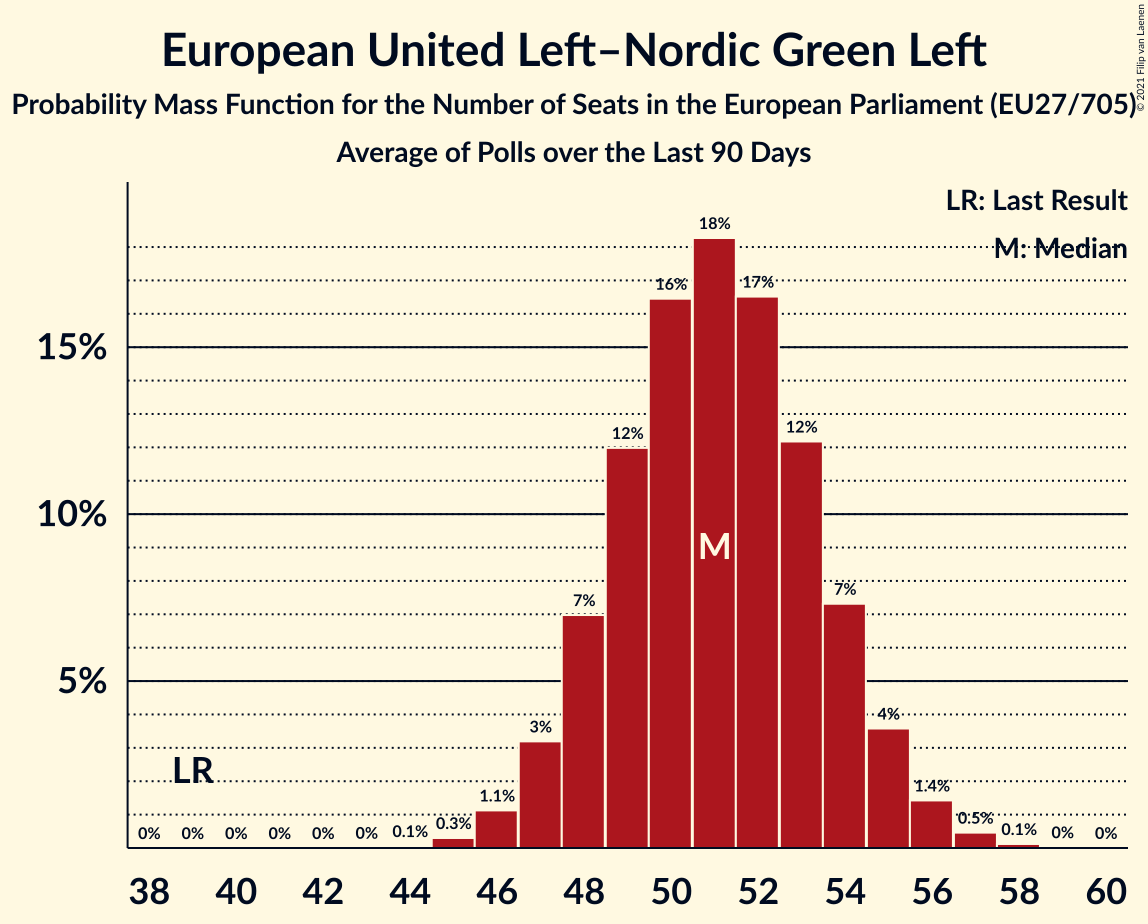 European United Left–Nordic Green Left
Probability Mass Function for the Number of Seats in the European Parliament (EU27/705)
Average of Polls over the Last 90 Days
© 2021 Filip van Laenen
LR: Last Result
M: Median
18%
16%
17%
15%
12%
12%
10%
M
7%
7%
5%
3%
4%
LR
1.1%
1.4%
0% 0% 0% 0% 0% 0% 0.1% 0.3% 0.5% 0.1% 0% 0%
38 40 42 44 46 48 50 52 54 56 58 60